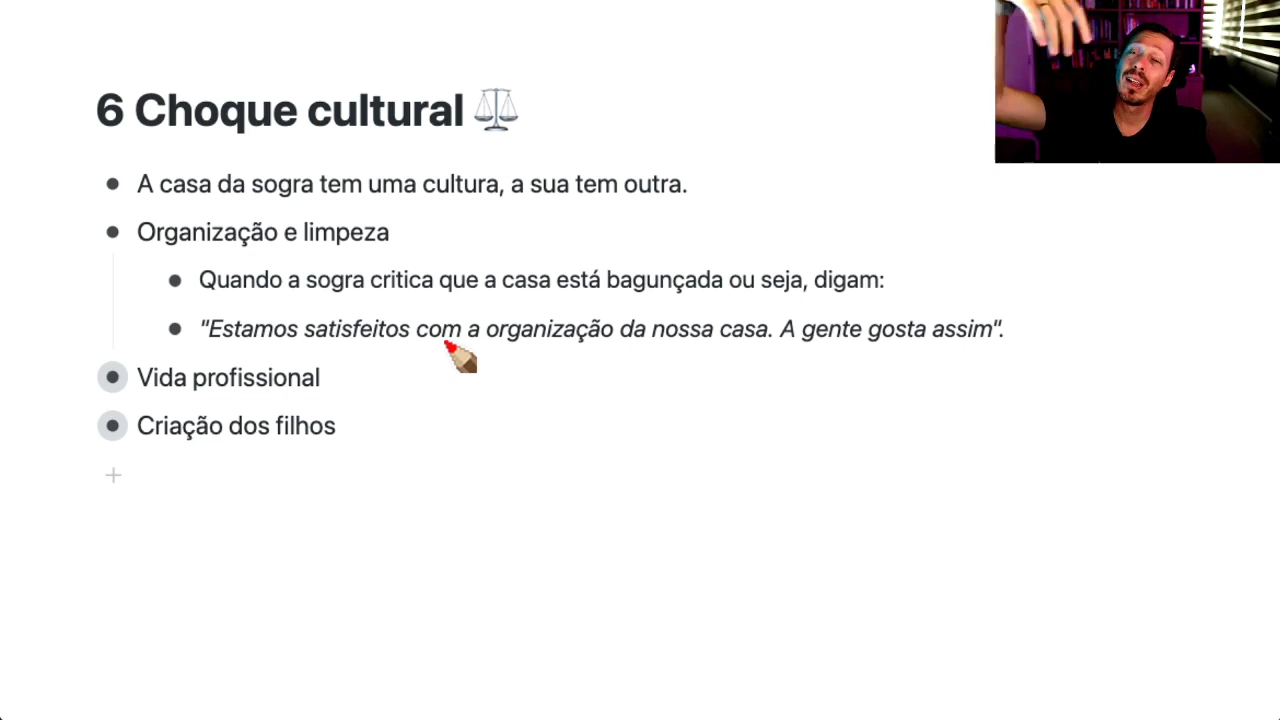 6 Choque cultural ⚖️
A casa da sogra tem uma cultura, a sua tem outra.
Organização e limpeza
Quando a sogra critica que a casa está bagunçada ou seja, digam:
"Estamos satisfeitos com a organização da nossa casa. A gente gosta assim".
Vida profissional
Criação dos filhos